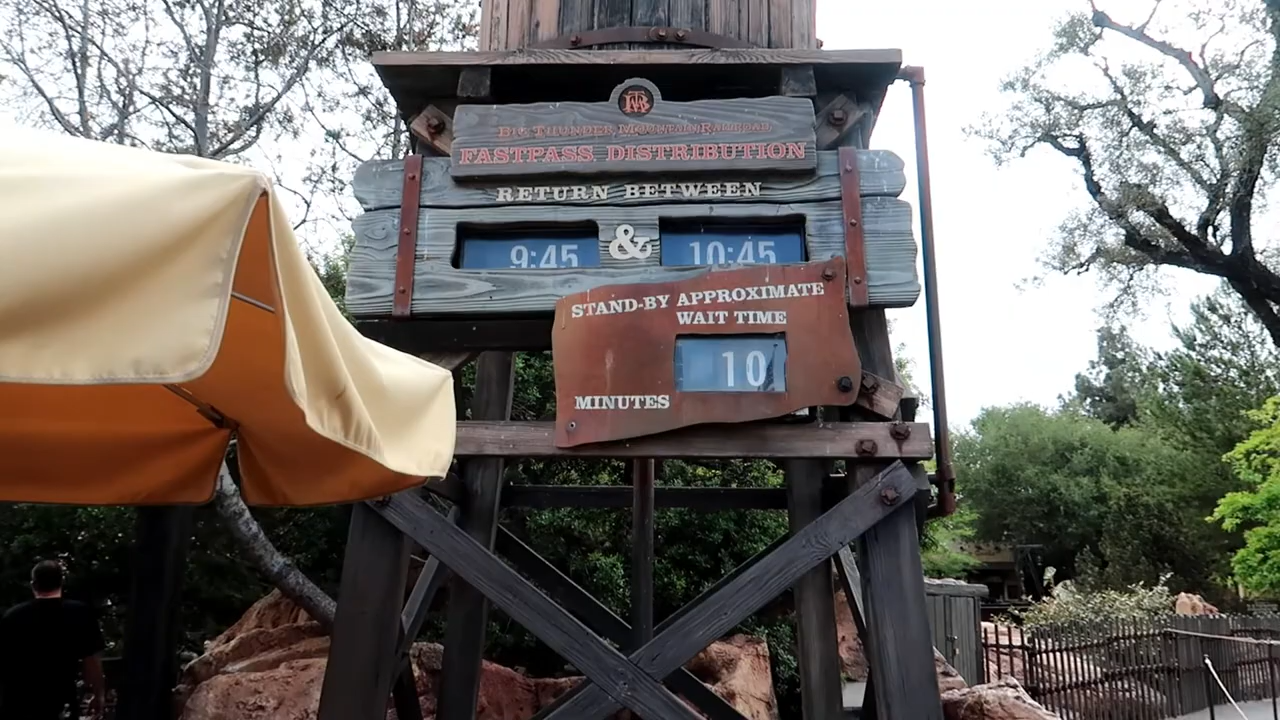 BIG THUNDER MOUNTAIN RAILROAD
FASTPASS DISTRIBUTION
RETURN BETWEEN
9:45 & 10:45
STAND-BY APPROXIMATE
WAIT TIME
10
MINUTES